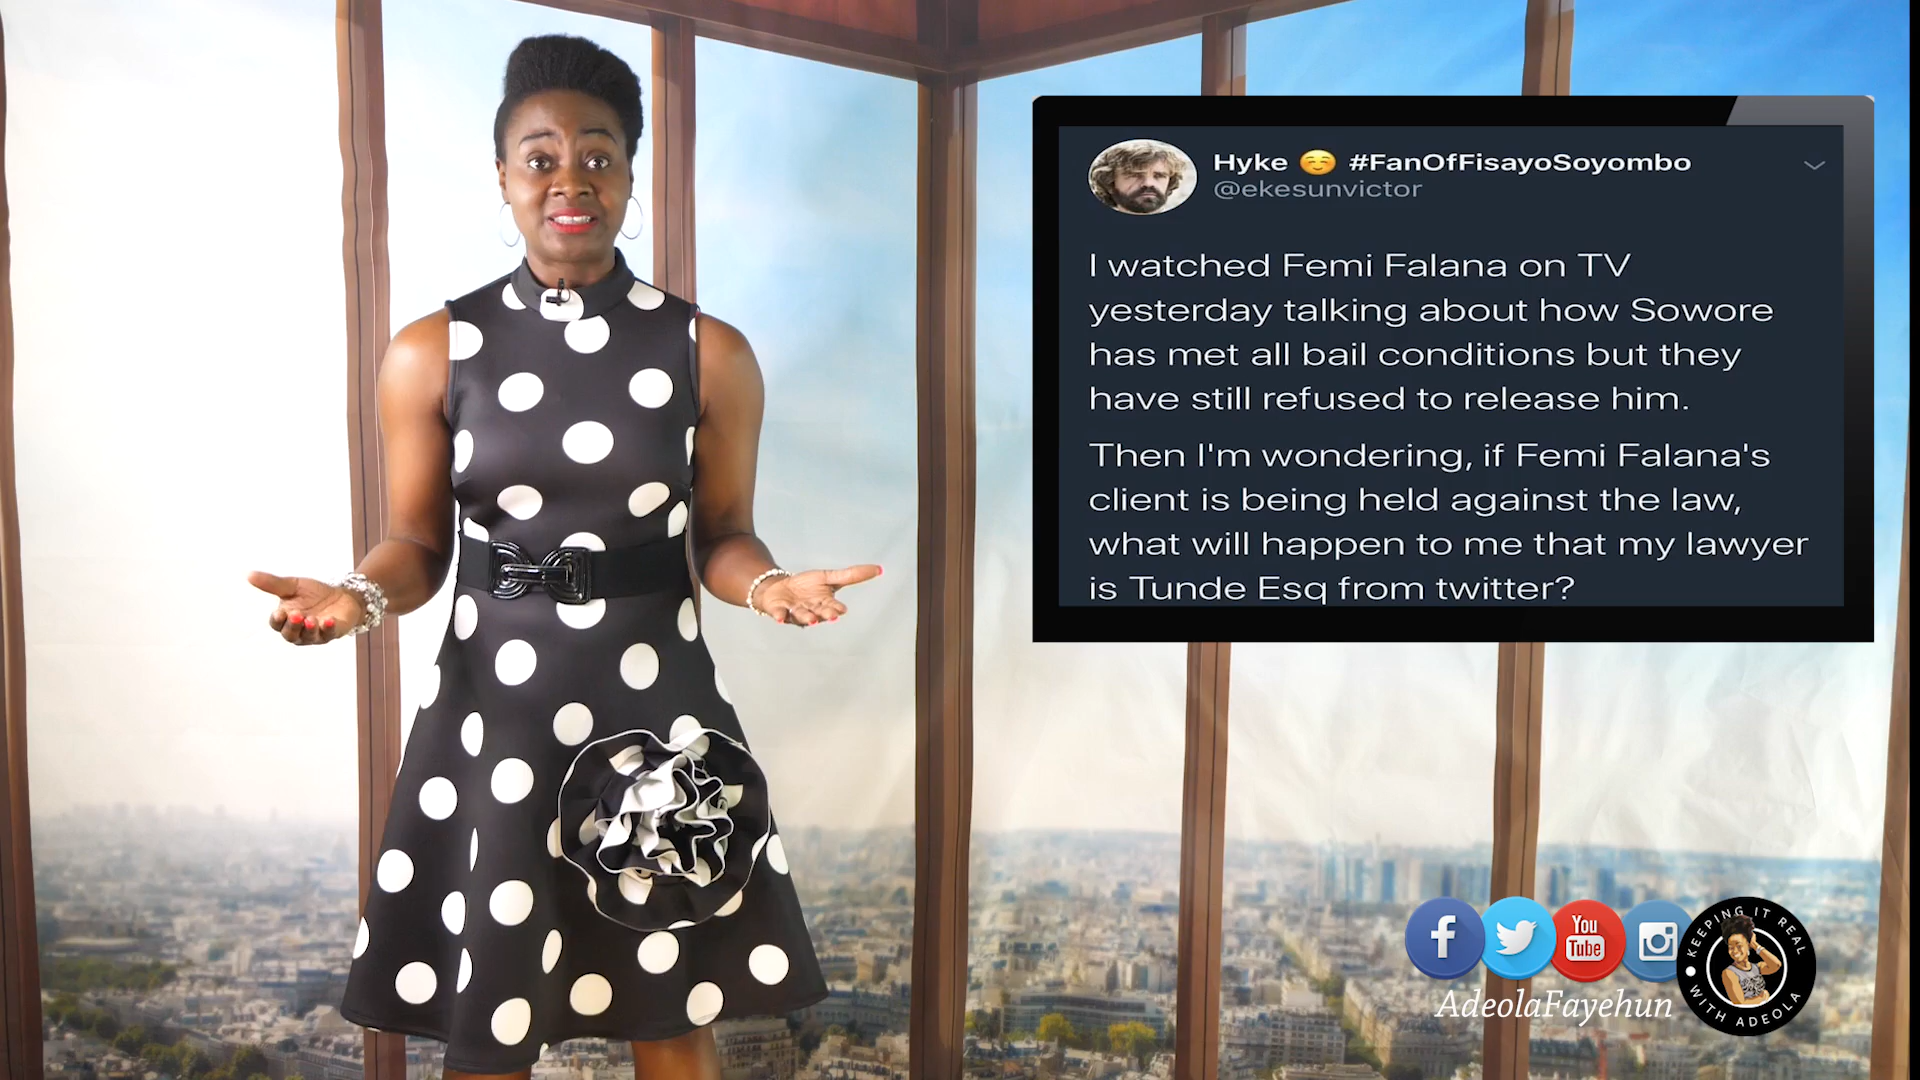 Hyke ☺️ #FanOfFisayoSoyombo
@ekesunvictor
I watched Femi Falana on TV
yesterday talking about how Sowore
has met all bail conditions but they
have still refused to release him.
Then I'm wondering, if Femi Falana's
client is being held against the law,
what will happen to me that my lawyer
is Tunde Esq from twitter?
f
You
Tube
AdeolaFayehun
KEEPING IT REAL
WITH ADEOLA